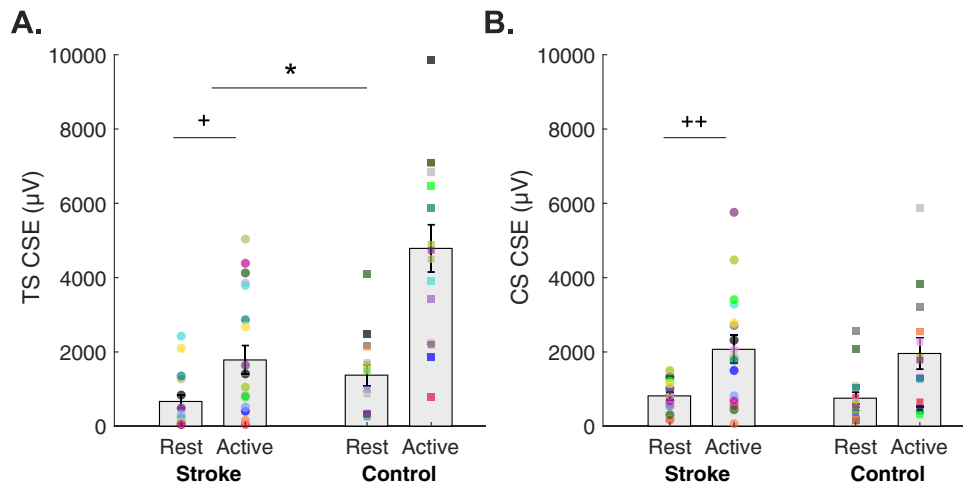 A.
TS CSE (µV)
10000
8000
6000
4000
2000
0
+
*
Rest Active Rest Active
Stroke Control
B.
CS CSE (µV)
10000
8000
6000
4000
2000
0
++
Rest Active Rest Active
Stroke Control